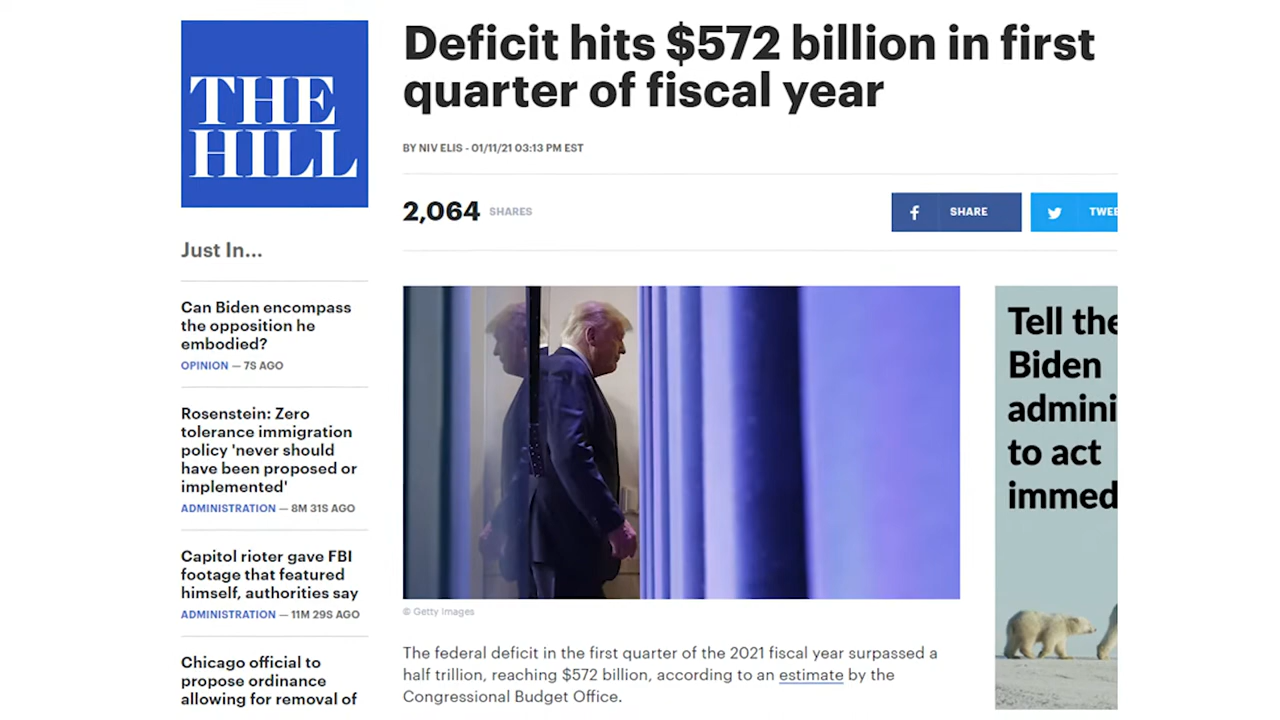 THE
HILL
Just In...
Can Biden encompass
the opposition he
embodied?
OPINION — 7S AGO
Rosenstein: Zero
tolerance immigration
policy 'never should
have been proposed or
implemented'
ADMINISTRATION — 8M 31S AGO
Capitol rioter gave FBI
footage that featured
himself, authorities say
ADMINISTRATION — 11M 29S AGO
Chicago official to
propose ordinance
allowing for removal of
Deficit hits $572 billion in first
quarter of fiscal year
BY NIV ELIS - 01/11/21 03:13 PM EST
2,064 SHARES
SHARE
TWEE
© Getty Images
The federal deficit in the first quarter of the 2021 fiscal year surpassed a
half trillion, reaching $572 billion, according to an estimate by the
Congressional Budget Office.
Tell the
Biden
admini
to act
immed